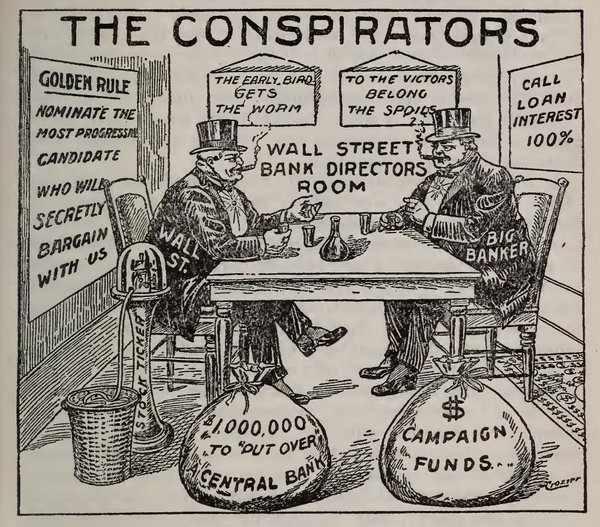 THE CONSPIRATORS
GOLDEN RULE
NOMINATE THE
MOST PROGRESSIVE
CANDIDATE
WHO WILL
SECRETLY
BARGAIN
WITH US
THE EARLY BIRD
GETS
THE WORM
TO THE VICTORS
BELONG
THE SPOILS
CALL
LOAN
INTEREST
100%
WALL STREET
BANK DIRECTORS
ROOM
WALL
ST.
BIG
BANKER
STOCK TICKER
$1,000,000
TO "PUT OVER
A CENTRAL BANK
$
CAMPAIGN
FUNDS.
Crozier